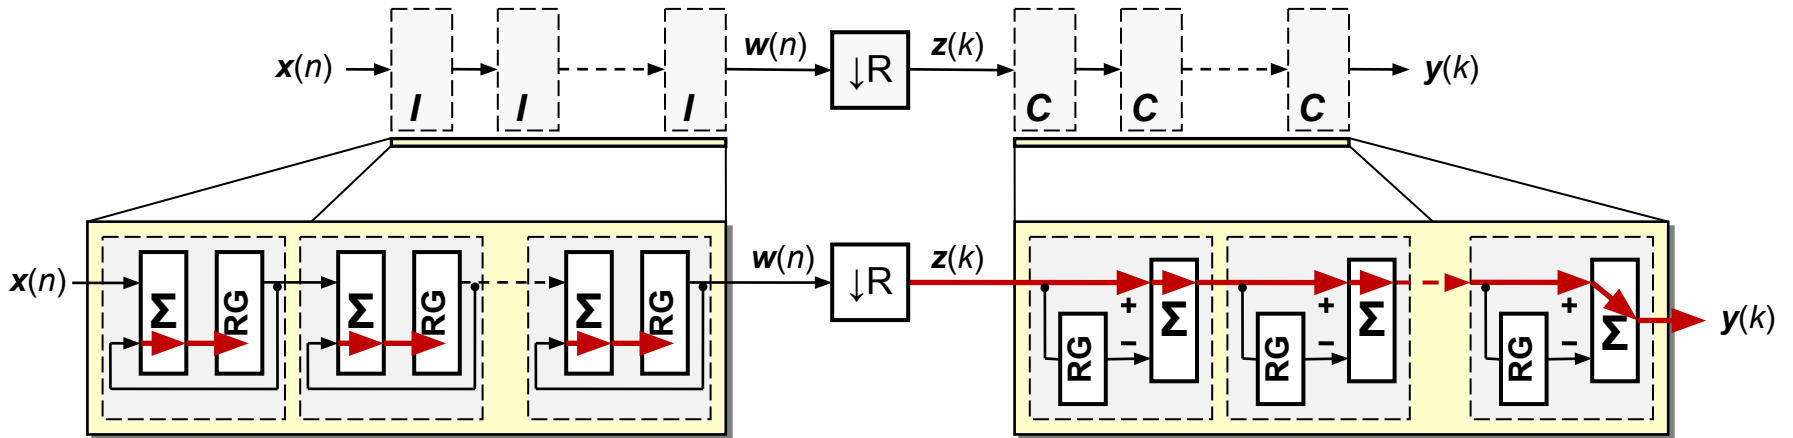 x(n) w(n) ↓R z(k) y(k)
I I I C C C
x(n) Σ RG Σ RG Σ RG w(n) ↓R z(k) RG + − Σ RG + − Σ RG + − Σ y(k)